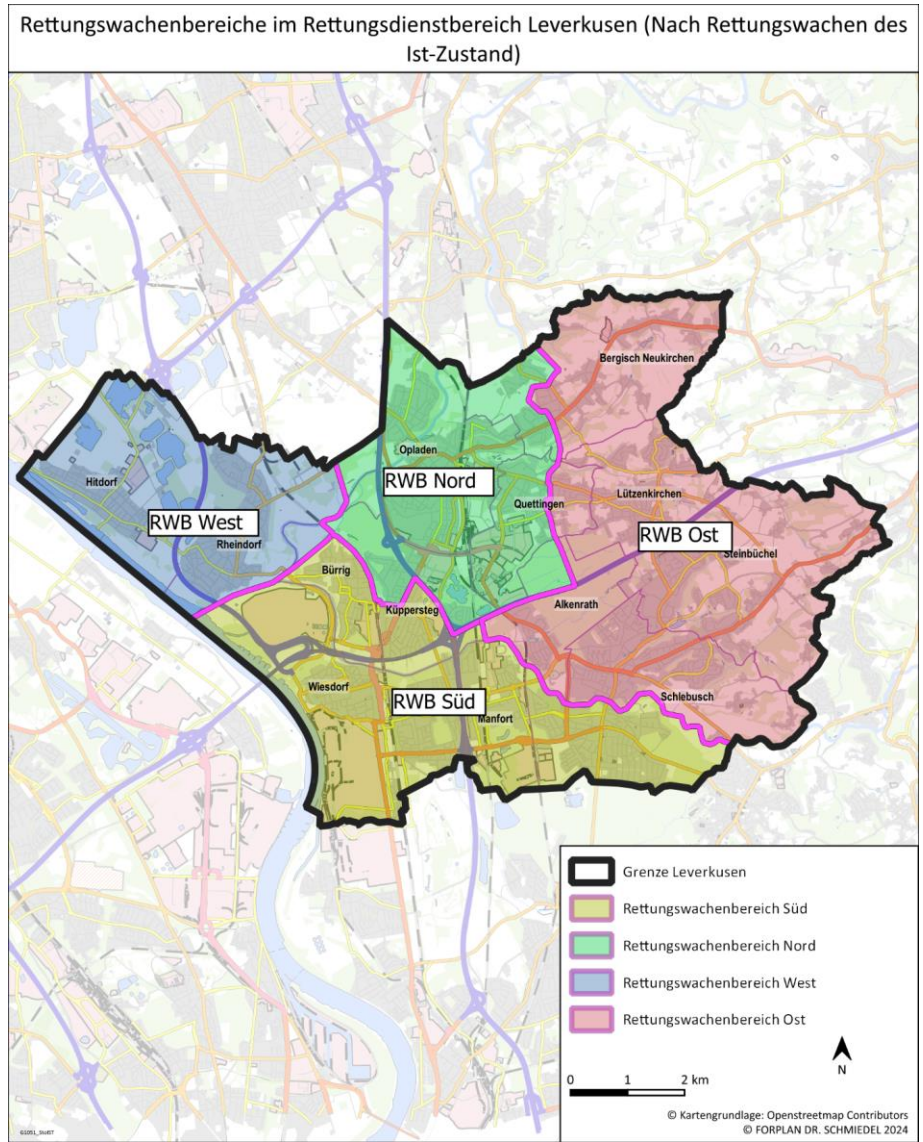 Rettungswachenbereiche im Rettungsdienstbereich Leverkusen (Nach Rettungswachen des
Ist-Zustand)
Bergisch Neukirchen
Opladen
RWB Nord
Hitdorf
Quettingen
Lützenkirchen
RWB West
RWB Ost
Rheindorf
Steinbüchel
Bürrig
Küppersteg
Alkenrath
Wiesdorf
RWB Süd
Schlebusch
Manfort
Grenze Leverkusen
Rettungswachenbereich Süd
Rettungswachenbereich Nord
Rettungswachenbereich West
Rettungswachenbereich Ost
0 1 2 km
N
© Kartengrundlage: Openstreetmap Contributors
© FORPLAN DR. SCHMIEDEL 2024